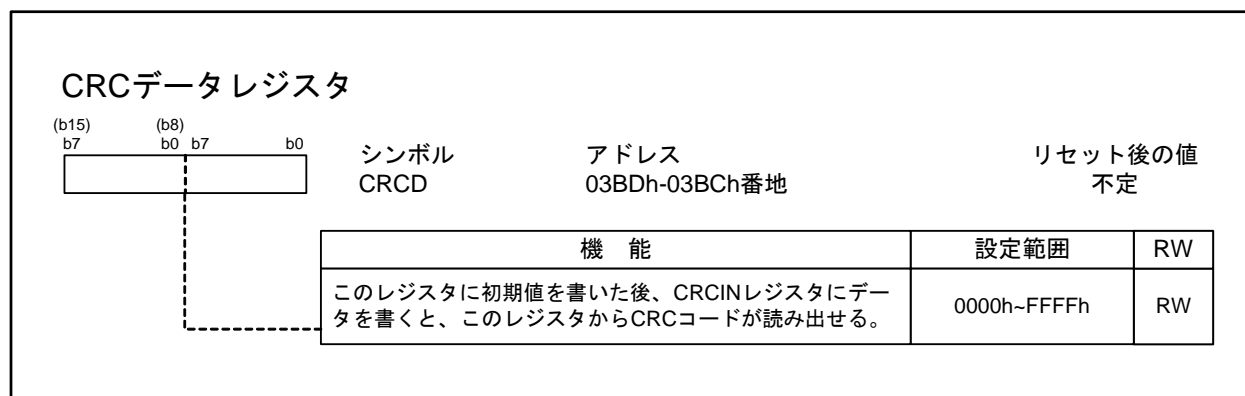 CRCデータレジスタ
(b15) (b8)
b7 b0 b7 b0
シンボル アドレス リセット後の値
CRCD 03BDh-03BCh番地 不定
機 能 設定範囲 RW
このレジスタに初期値を書いた後、CRCINレジスタにデー
タを書くと、このレジスタからCRCコードが読み出せる。
0000h~FFFFh RW